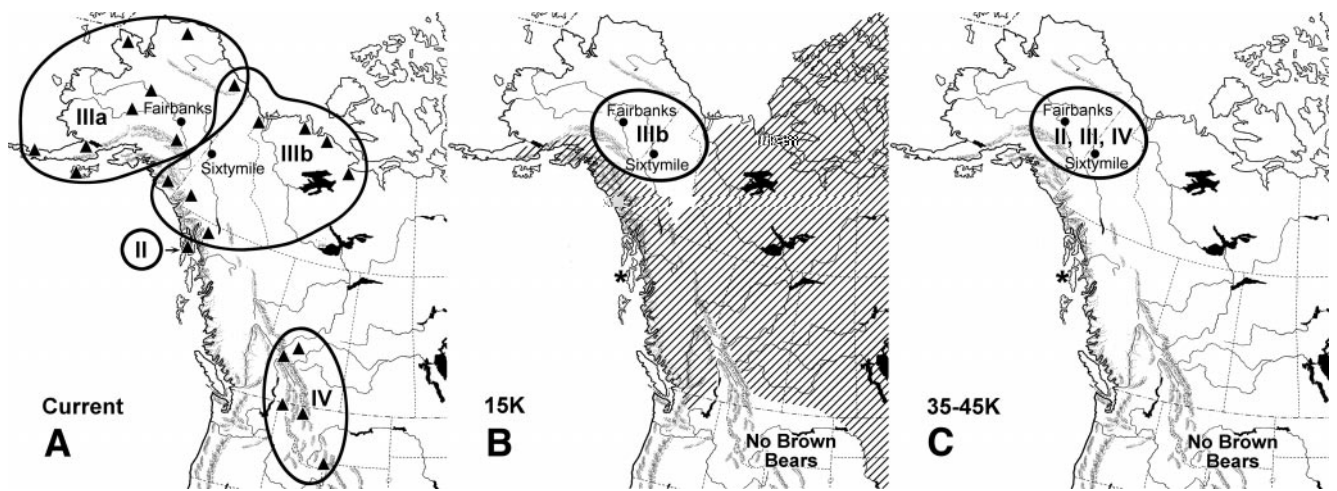 IIIa
Fairbanks
Sixtymile
IIIb
II
IV
Current
A
Fairbanks
IIIb
Sixtymile
*
15K
B
No Brown
Bears
Fairbanks
II, III, IV
Sixtymile
*
35-45K
C
No Brown
Bears